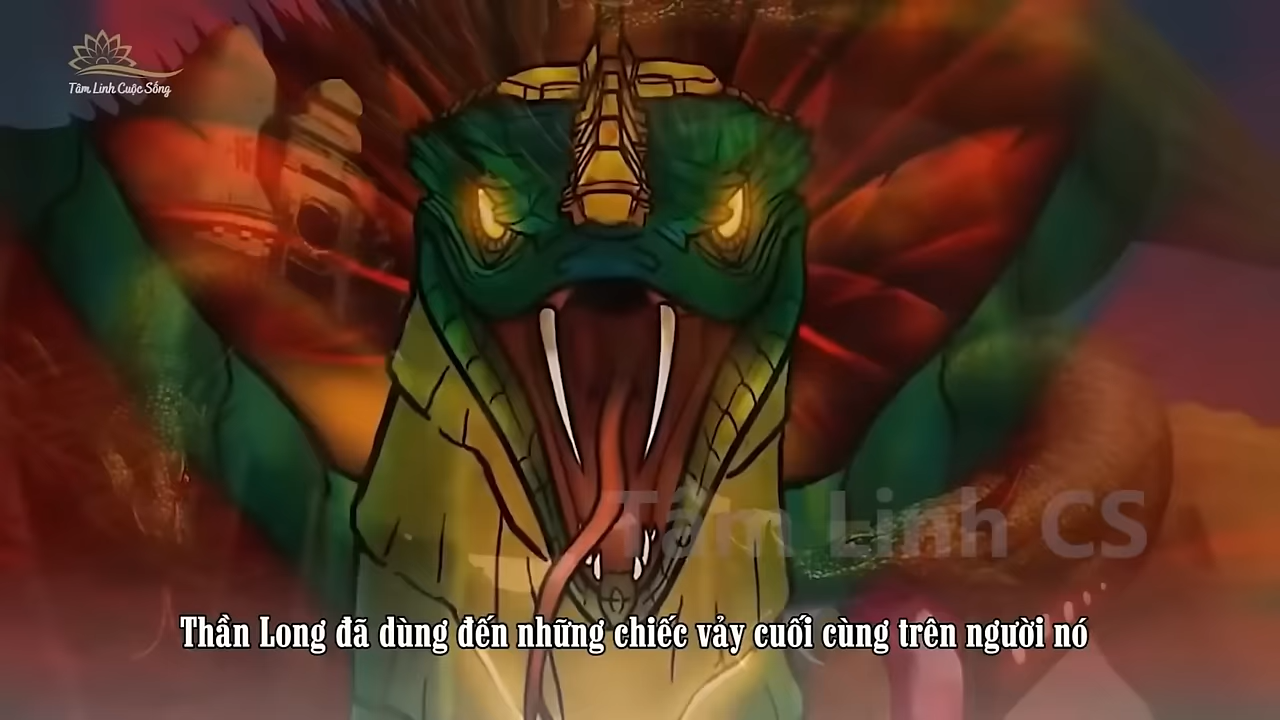 Tâm Linh Cuộc Sống
Tâm Linh CS
Thần Long đã dùng đến những chiếc vảy cuối cùng trên người nó